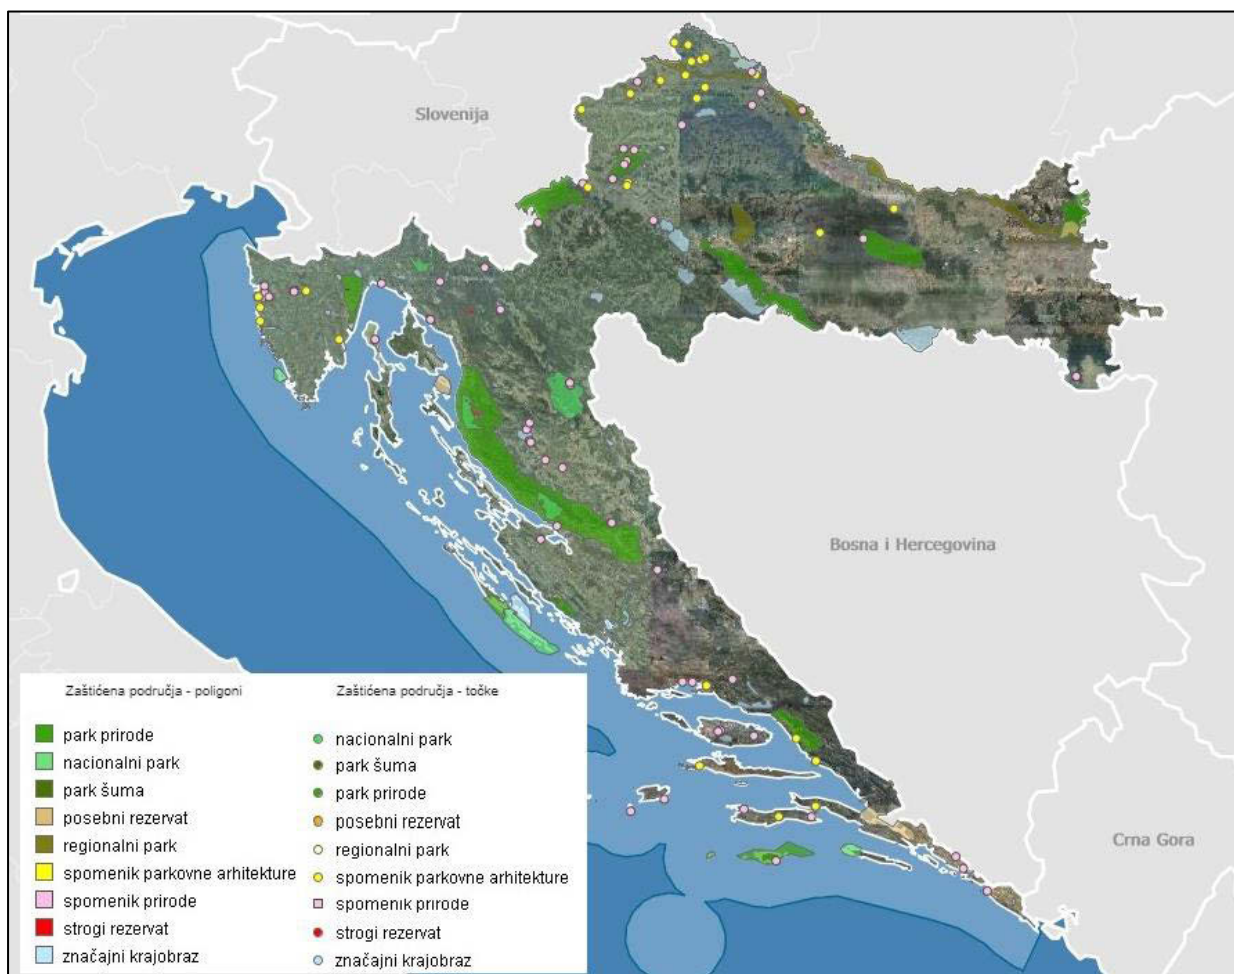 Slovenija
Bosna i Hercegovina
Crna Gora
Zaštićena područja - poligoni
park prirode
nacionalni park
park šuma
posebni rezervat
regionalni park
spomenik parkovne arhitekture
spomenik prirode
strogi rezervat
značajni krajobraz
Zaštićena područja - točke
nacionalni park
park šuma
park prirode
posebni rezervat
regionalni park
spomenik parkovne arhitekture
spomenik prirode
strogi rezervat
značajni krajobraz